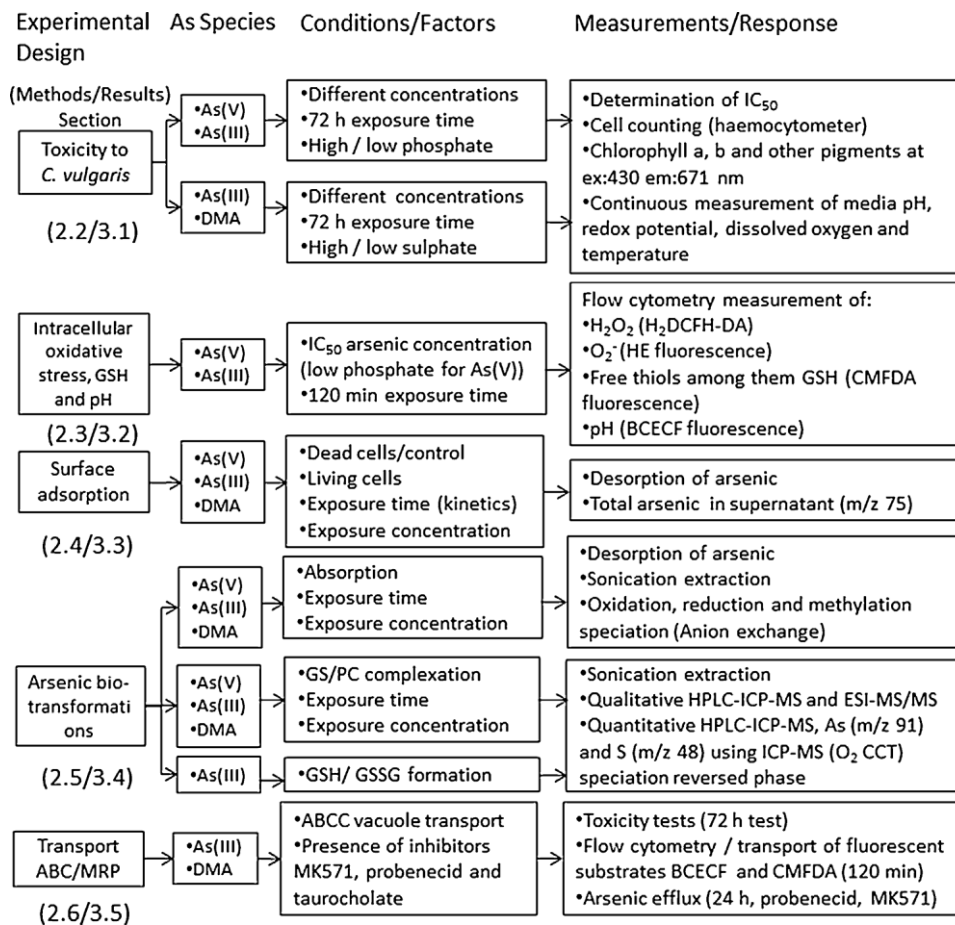 Experimental
Design
As Species
Conditions/Factors
Measurements/Response
(Methods/Results)
Section
Toxicity to
C. vulgaris
(2.2/3.1)
•As(V)
•As(III)
•Different concentrations
•72 h exposure time
•High / low phosphate
•As(III)
•DMA
•Different concentrations
•72 h exposure time
•High / low sulphate
•Determination of IC50
•Cell counting (haemocytometer)
•Chlorophyll a, b and other pigments at
ex:430 em:671 nm
•Continuous measurement of media pH,
redox potential, dissolved oxygen and
temperature
Intracellular
oxidative
stress, GSH
and pH
(2.3/3.2)
•As(V)
•As(III)
•IC50 arsenic concentration
(low phosphate for As(V))
•120 min exposure time
Flow cytometry measurement of:
•H2O2 (H2DCFH-DA)
•O2- (HE fluorescence)
•Free thiols among them GSH (CMFDA
fluorescence)
•pH (BCECF fluorescence)
Surface
adsorption
(2.4/3.3)
•As(V)
•As(III)
•DMA
•Dead cells/control
•Living cells
•Exposure time (kinetics)
•Exposure concentration
•Desorption of arsenic
•Total arsenic in supernatant (m/z 75)
Arsenic bio-
transformati
ons
(2.5/3.4)
•As(V)
•As(III)
•DMA
•Absorption
•Exposure time
•Exposure concentration
•Desorption of arsenic
•Sonication extraction
•Oxidation, reduction and methylation
speciation (Anion exchange)
•As(V)
•As(III)
•DMA
•GS/PC complexation
•Exposure time
•Exposure concentration
•As(III)
•GSH/ GSSG formation
•Sonication extraction
•Qualitative HPLC-ICP-MS and ESI-MS/MS
•Quantitative HPLC-ICP-MS, As (m/z 91)
and S (m/z 48) using ICP-MS (O2 CCT)
speciation reversed phase
Transport
ABC/MRP
(2.6/3.5)
•As(III)
•DMA
•ABCC vacuole transport
•Presence of inhibitors
MK571, probenecid and
taurocholate
•Toxicity tests (72 h test)
•Flow cytometry / transport of fluorescent
substrates BCECF and CMFDA (120 min)
•Arsenic efflux (24 h, probenecid, MK571)